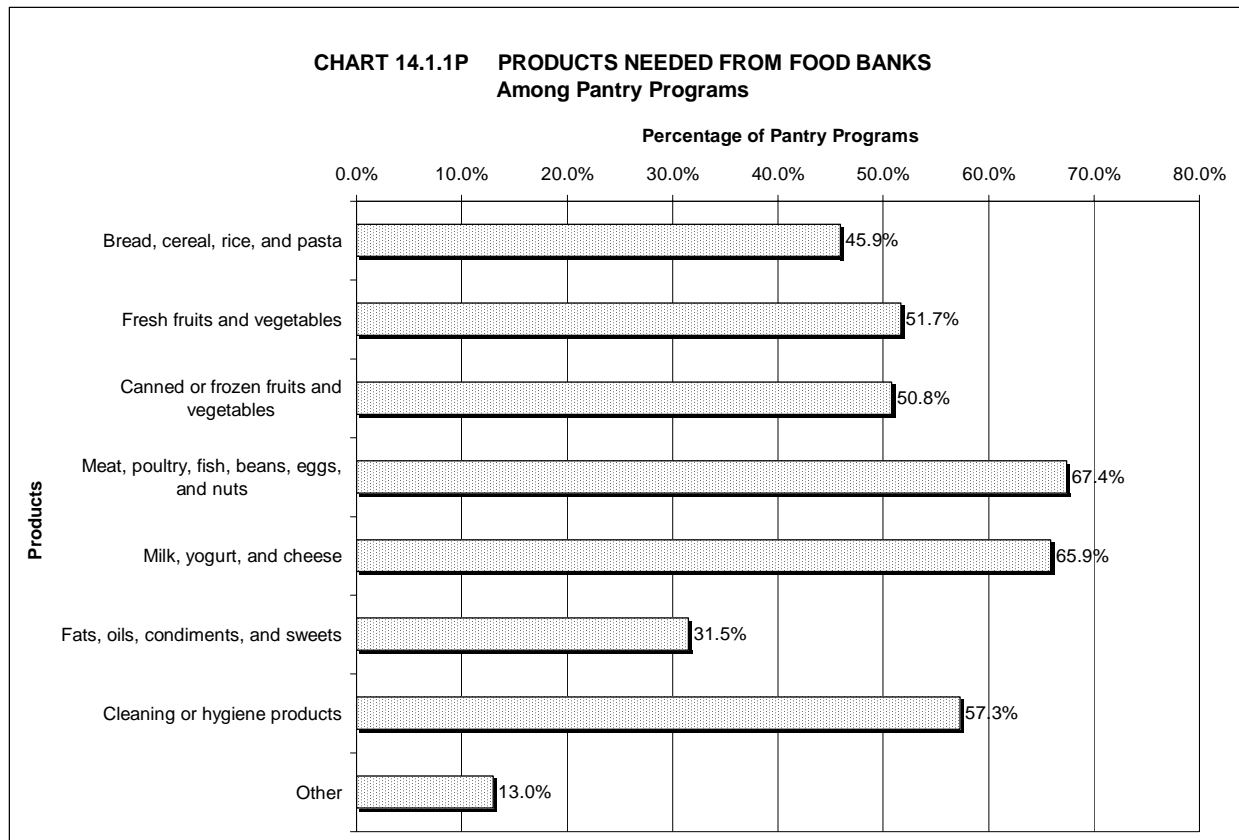 CHART 14.1.1P PRODUCTS NEEDED FROM FOOD BANKS
Among Pantry Programs
Percentage of Pantry Programs
0.0% 10.0% 20.0% 30.0% 40.0% 50.0% 60.0% 70.0% 80.0%
Products
Bread, cereal, rice, and pasta 45.9%
Fresh fruits and vegetables 51.7%
Canned or frozen fruits and
vegetables 50.8%
Meat, poultry, fish, beans, eggs,
and nuts 67.4%
Milk, yogurt, and cheese 65.9%
Fats, oils, condiments, and sweets 31.5%
Cleaning or hygiene products 57.3%
Other 13.0%